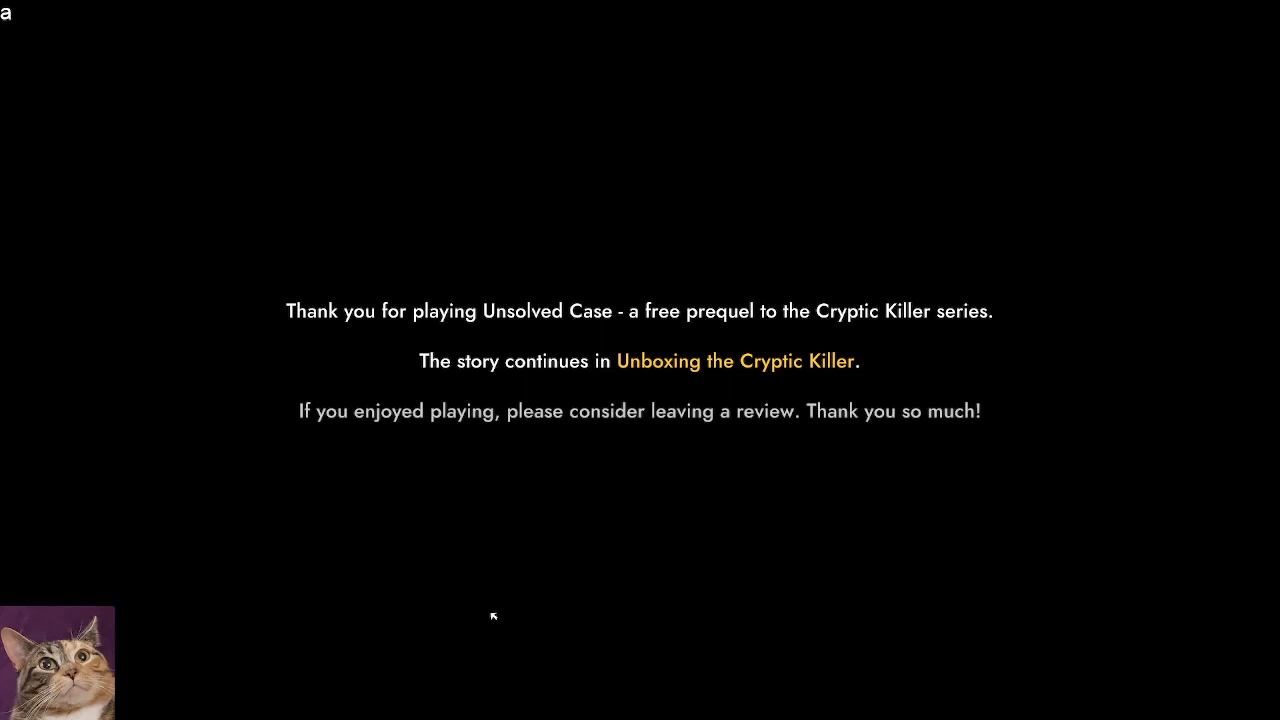 a
Thank you for playing Unsolved Case - a free prequel to the Cryptic Killer series.
The story continues in Unboxing the Cryptic Killer.
If you enjoyed playing, please consider leaving a review. Thank you so much!